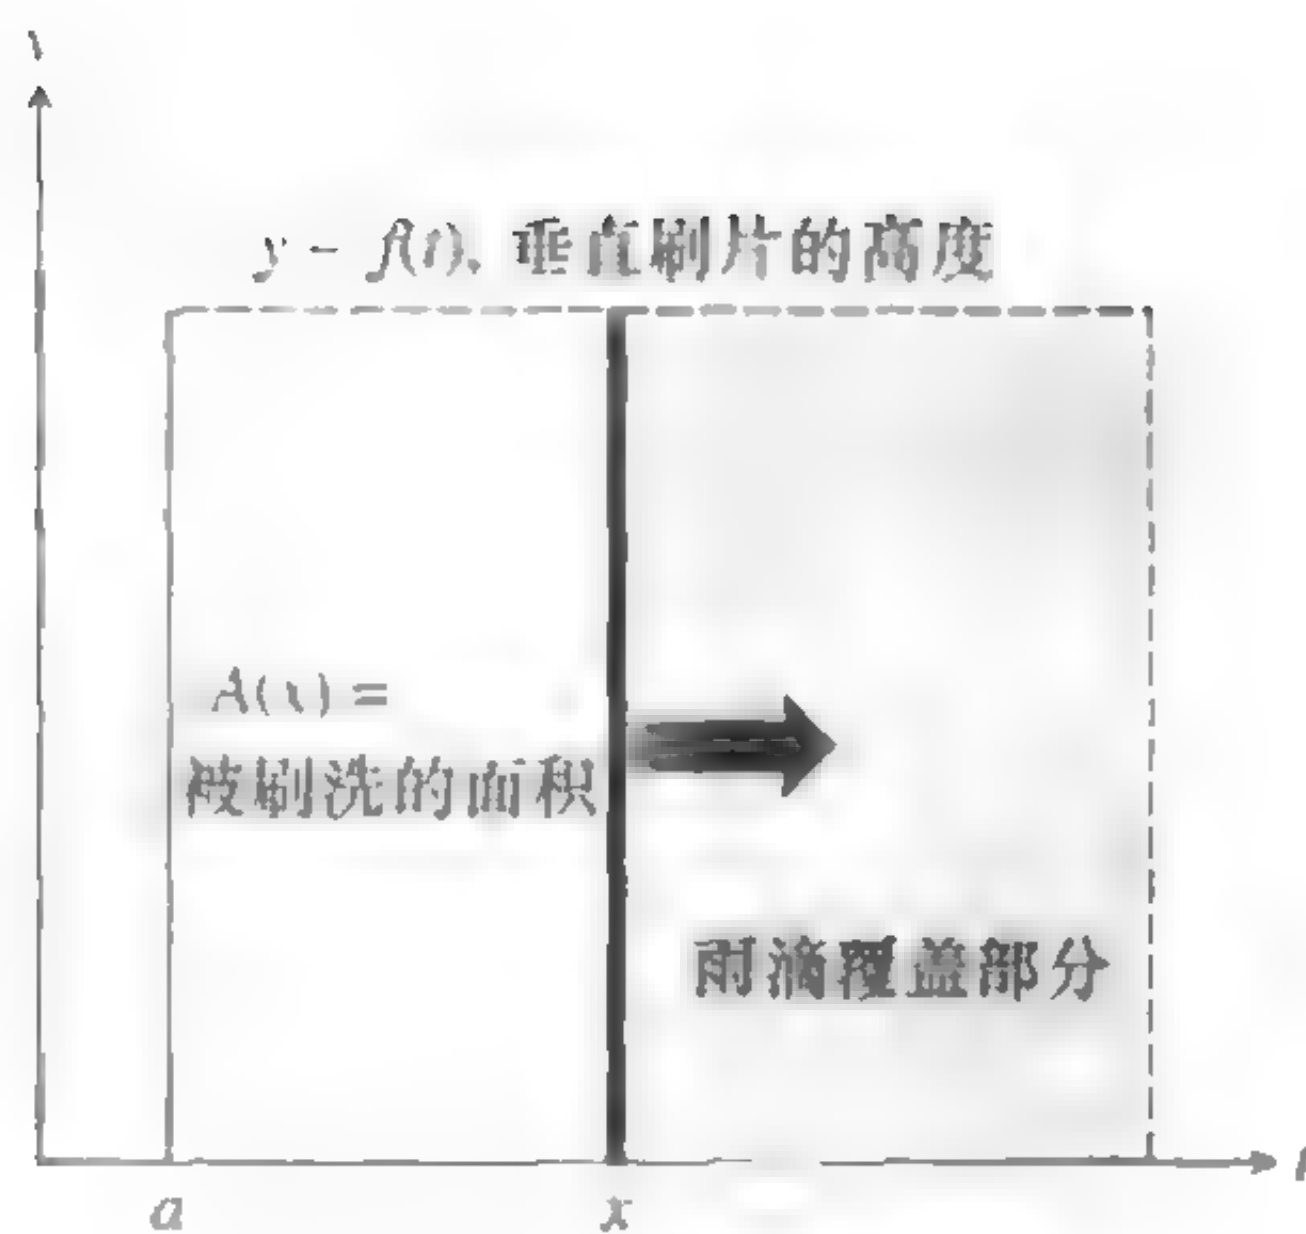 y
y = f(t), 垂直刷片的高度
A(x) =
被刷洗的面积
雨滴覆盖部分
a
x
t